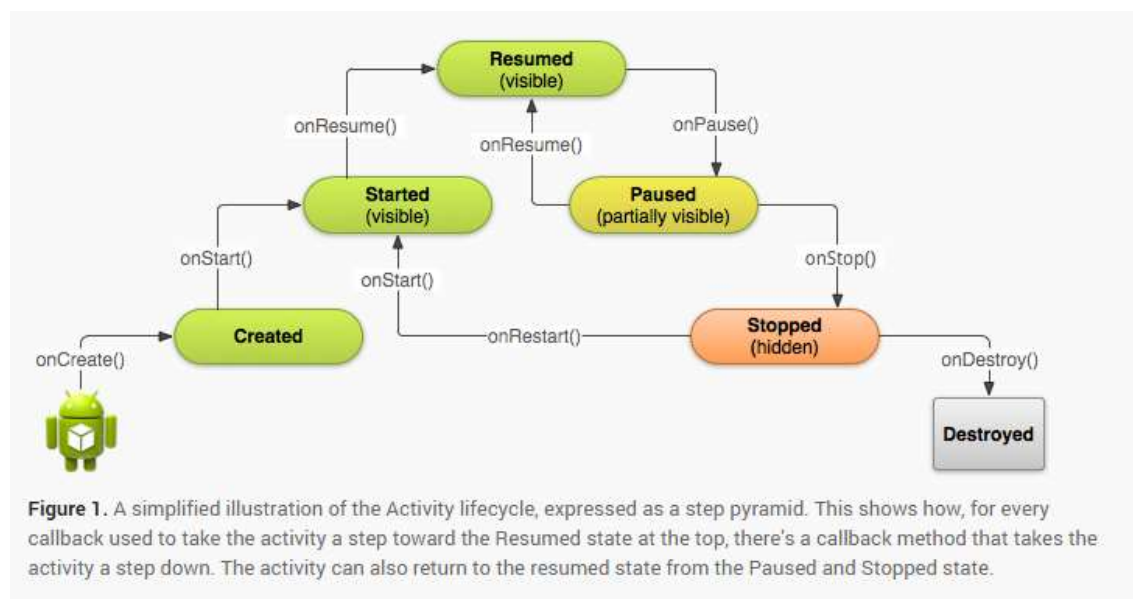 Resumed
(visible)
onResume()
onPause()
onResume()
Started
(visible)
Paused
(partially visible)
onStart()
onStart()
onStop()
Created
onRestart()
Stopped
(hidden)
onCreate()
onDestroy()
Destroyed
Figure 1. A simplified illustration of the Activity lifecycle, expressed as a step pyramid. This shows how, for every
callback used to take the activity a step toward the Resumed state at the top, there's a callback method that takes the
activity a step down. The activity can also return to the resumed state from the Paused and Stopped state.